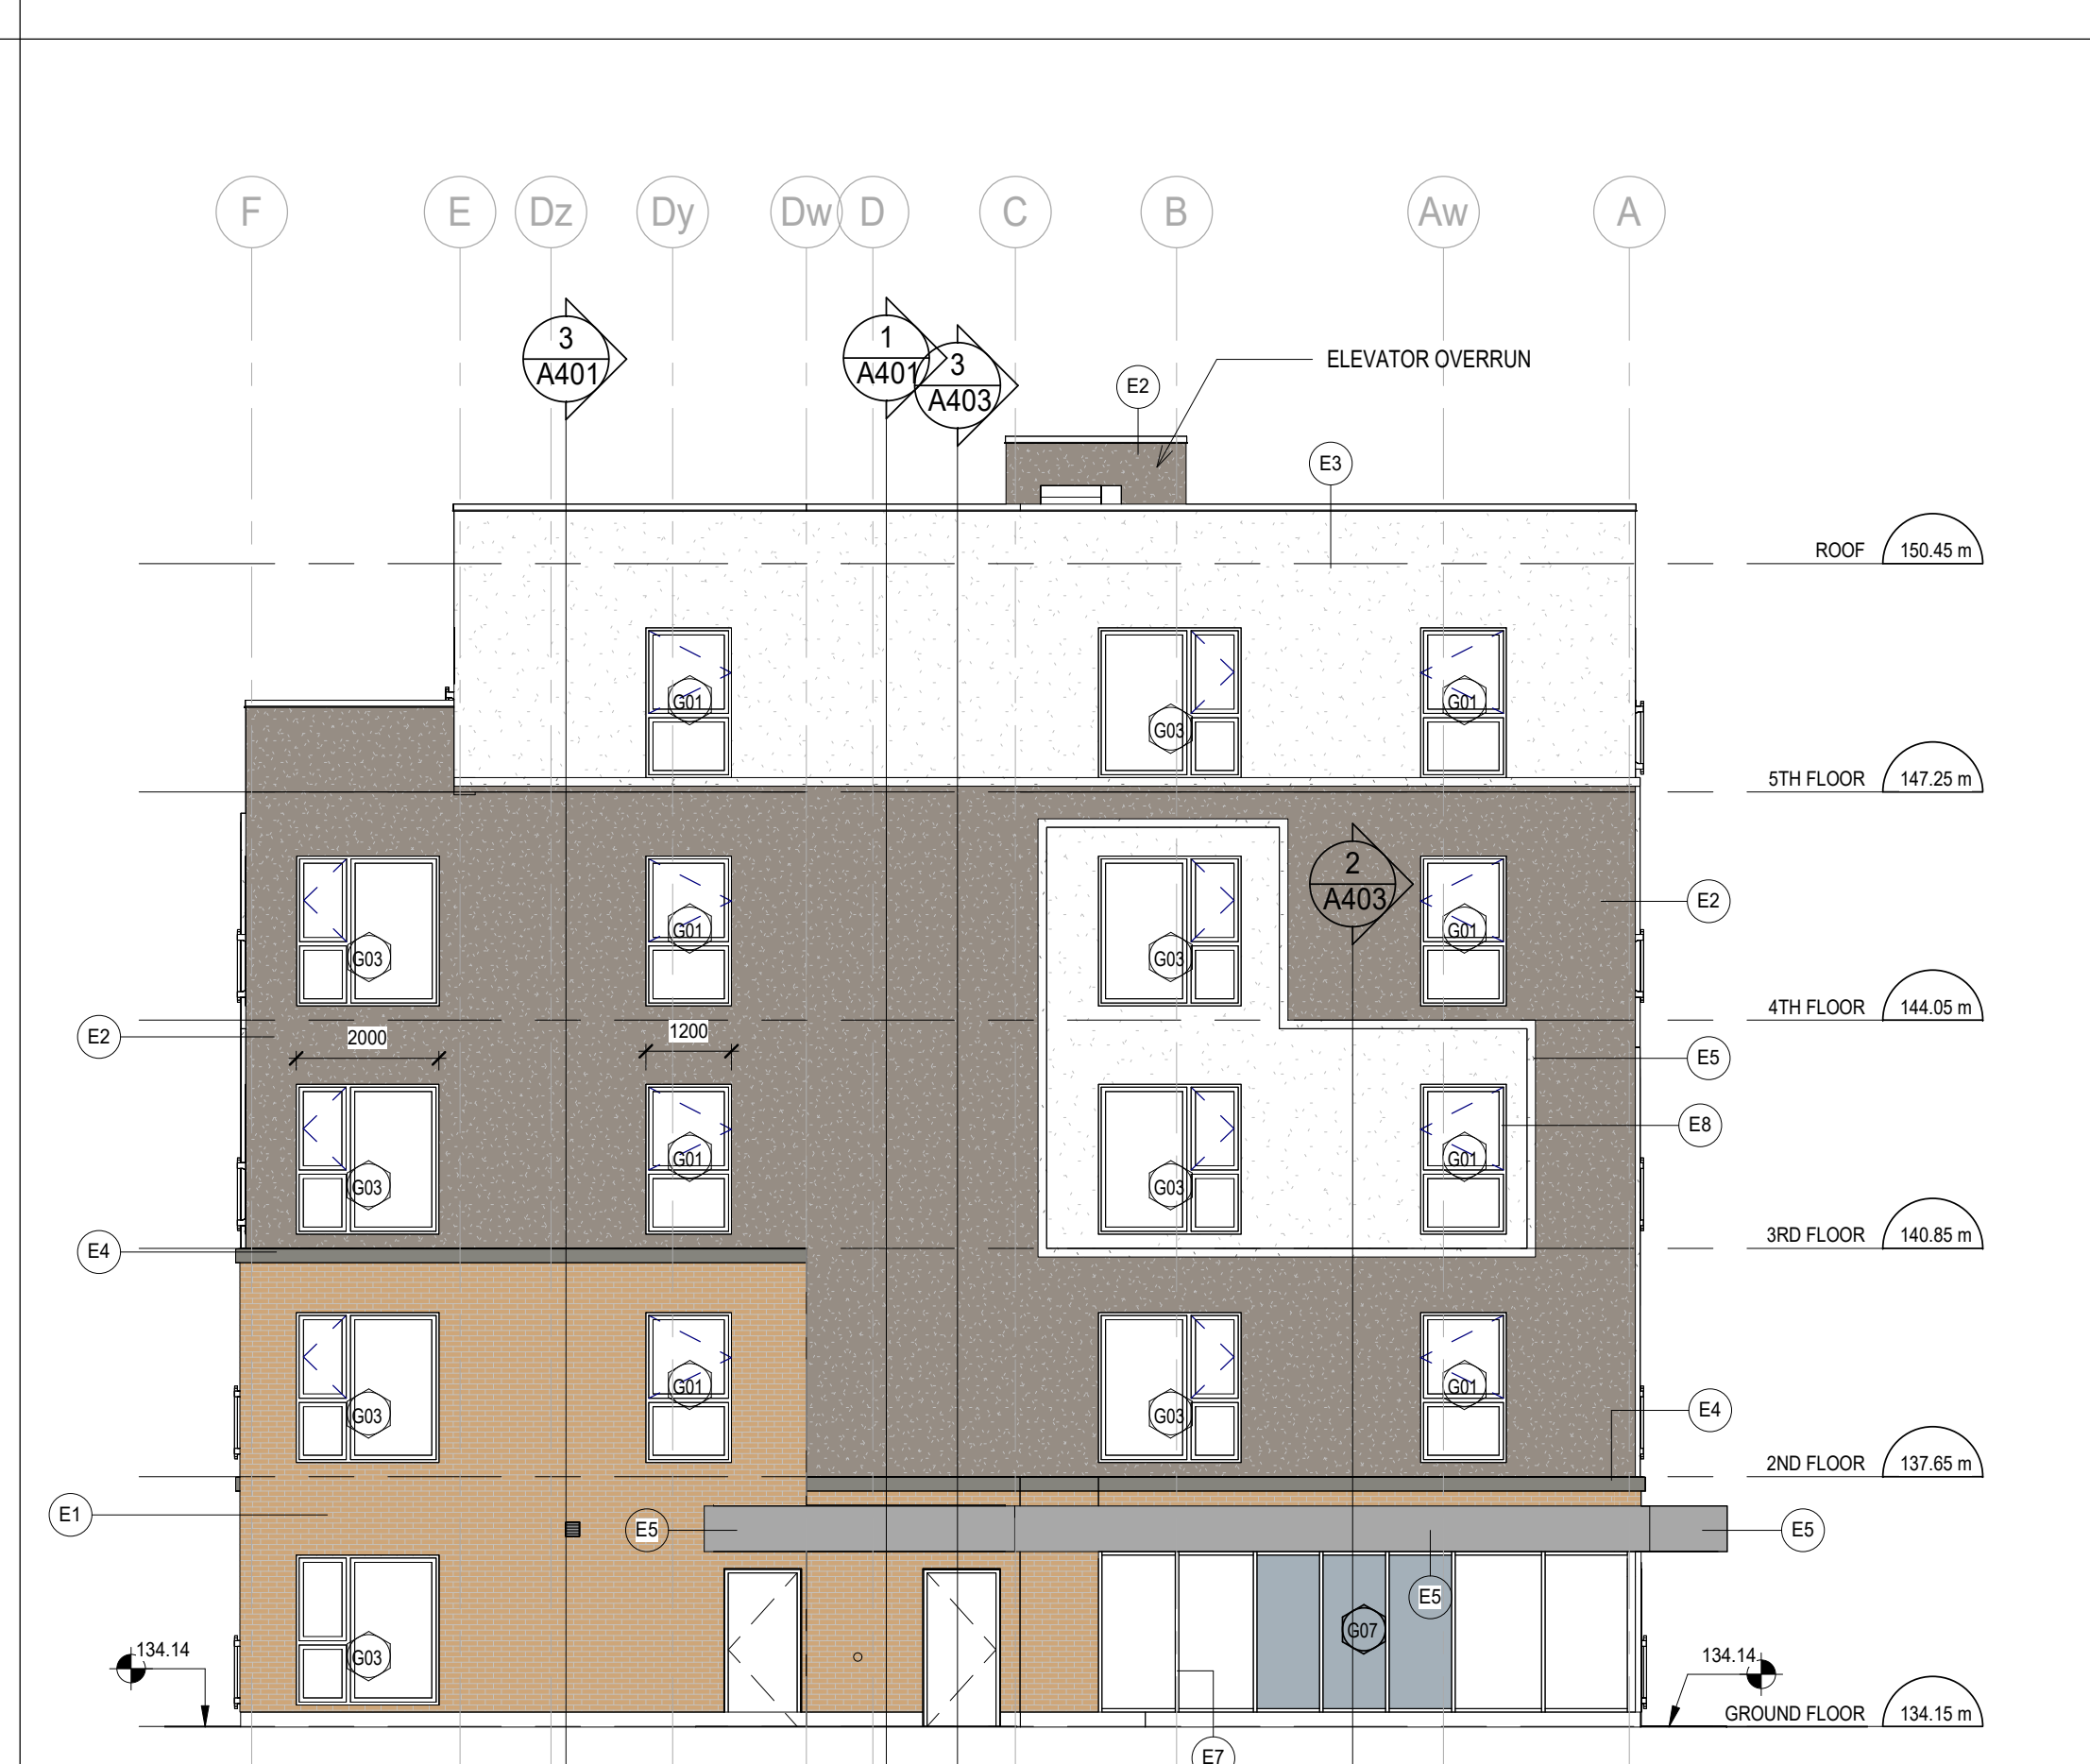 F E Dz Dy Dw D C B Aw A
3
A401
1
A401
3
A403
ELEVATOR OVERRUN
E2
E3
ROOF 150.45 m
G01 G03 G01
5TH FLOOR 147.25 m
2
A403
E2
G03 G01 G03 G01
4TH FLOOR 144.05 m
E2
2000 1200
E5
E8
G03 G01 G03 G01
3RD FLOOR 140.85 m
E4
G03 G01 G03 G01
E4
2ND FLOOR 137.65 m
E1
E5
E5
E5
G07
G03
134.14
134.14
GROUND FLOOR 134.15 m
E7